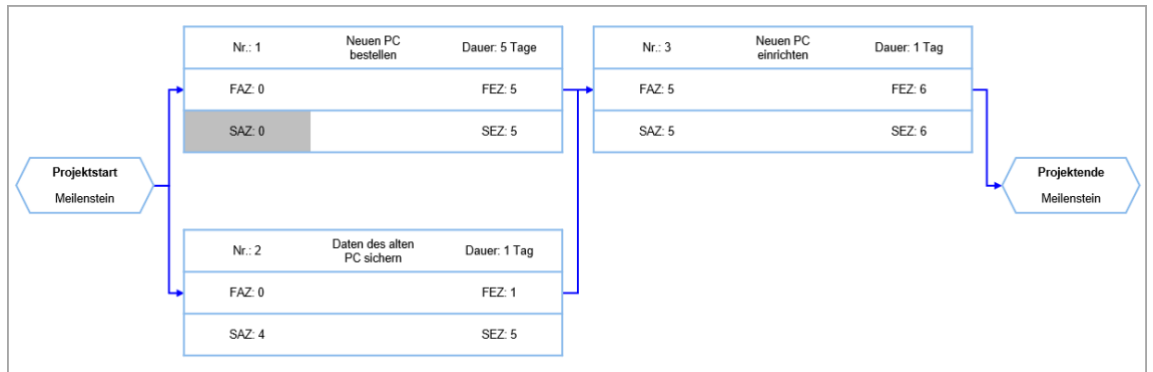 Nr.: 1
Neuen PC
bestellen
Dauer: 5 Tage
FAZ: 0
FEZ: 5
SAZ: 0
SEZ: 5
Nr.: 3
Neuen PC
einrichten
Dauer: 1 Tag
FAZ: 5
FEZ: 6
SAZ: 5
SEZ: 6
Projektstart
Meilenstein
Projektende
Meilenstein
Nr.: 2
Daten des alten
PC sichern
Dauer: 1 Tag
FAZ: 0
FEZ: 1
SAZ: 4
SEZ: 5